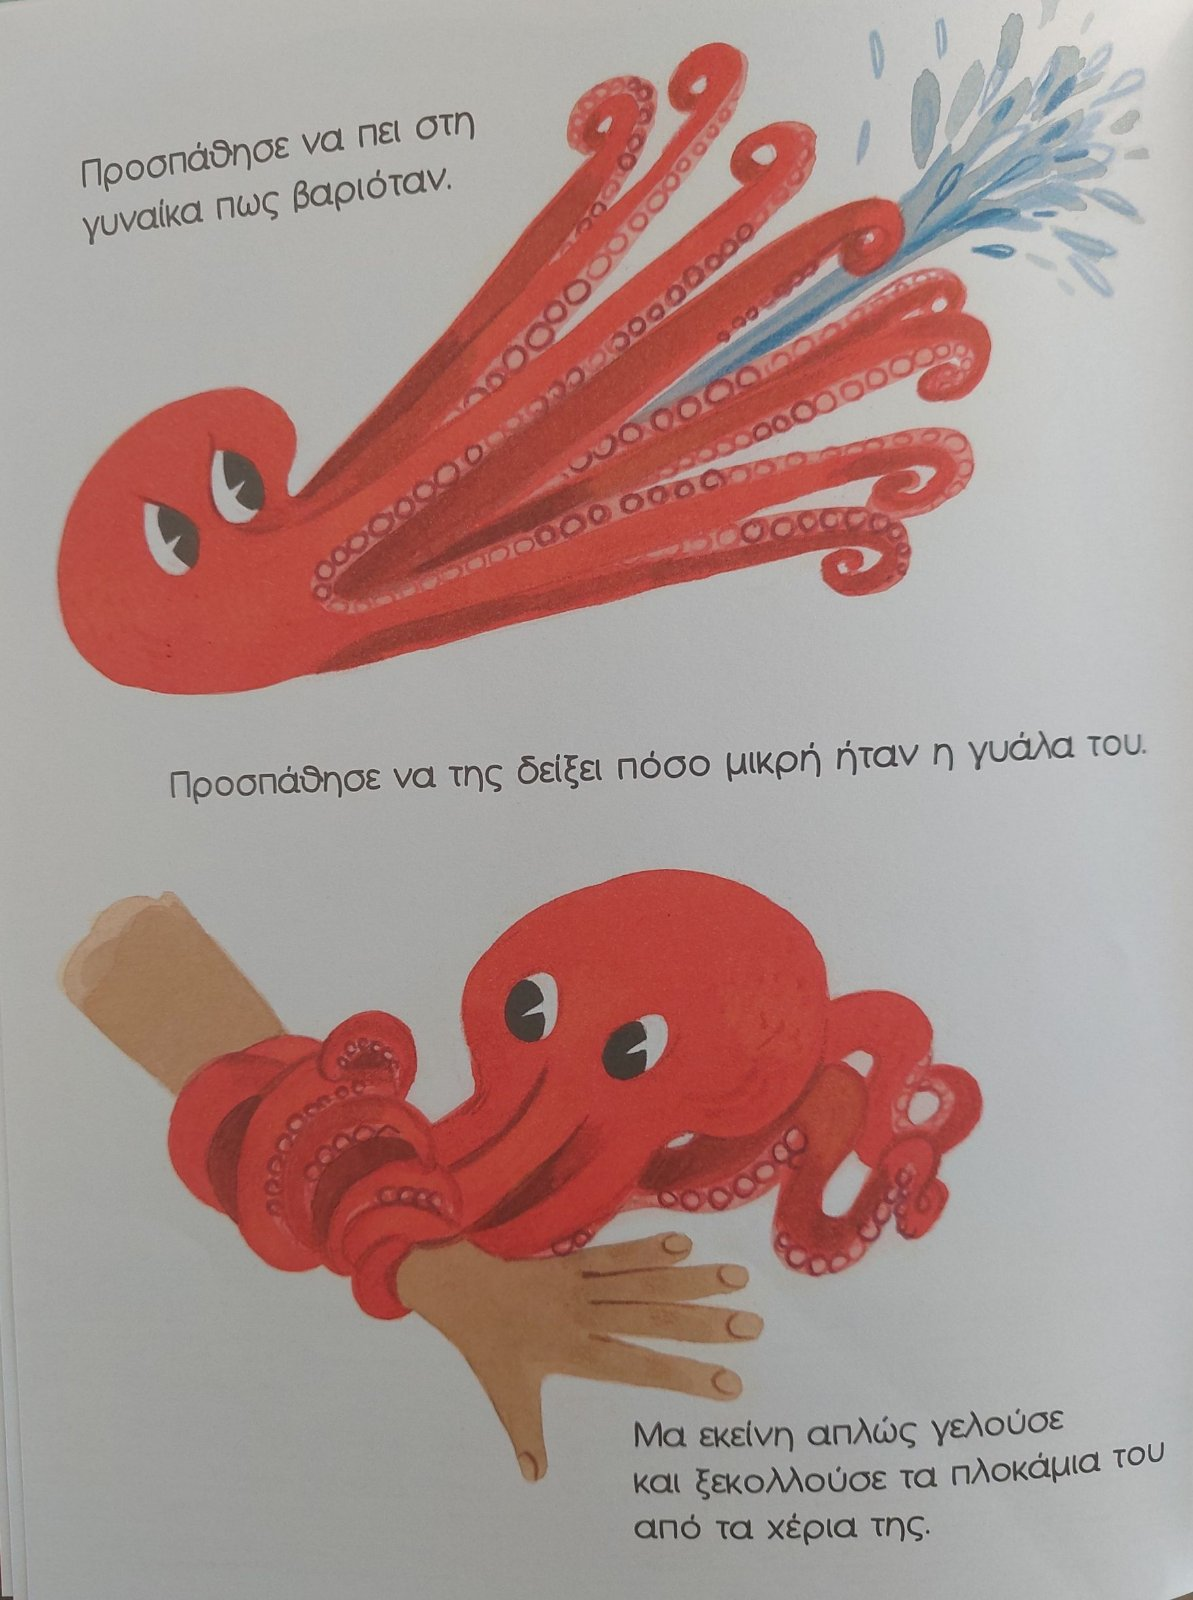 Προσπάθησε να πει στη
γυναίκα πως βαριόταν.
Προσπάθησε να της δείξει πόσο μικρή ήταν η γυάλα του.
Μα εκείνη απλώς γελούσε
και ξεκολλούσε τα πλοκάμια του
από τα χέρια της.